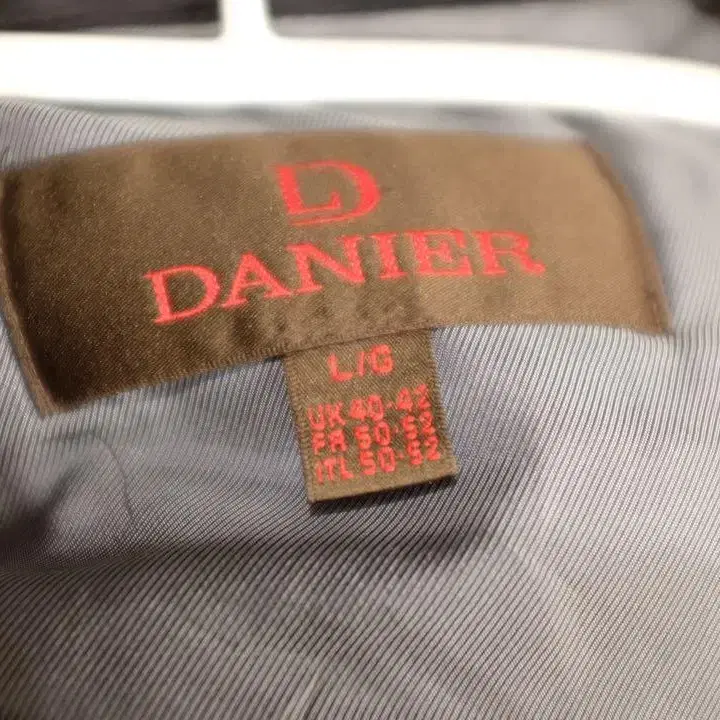 D
DANIER
L/G
UK 40-42
FR 50-52
ITL 50-52